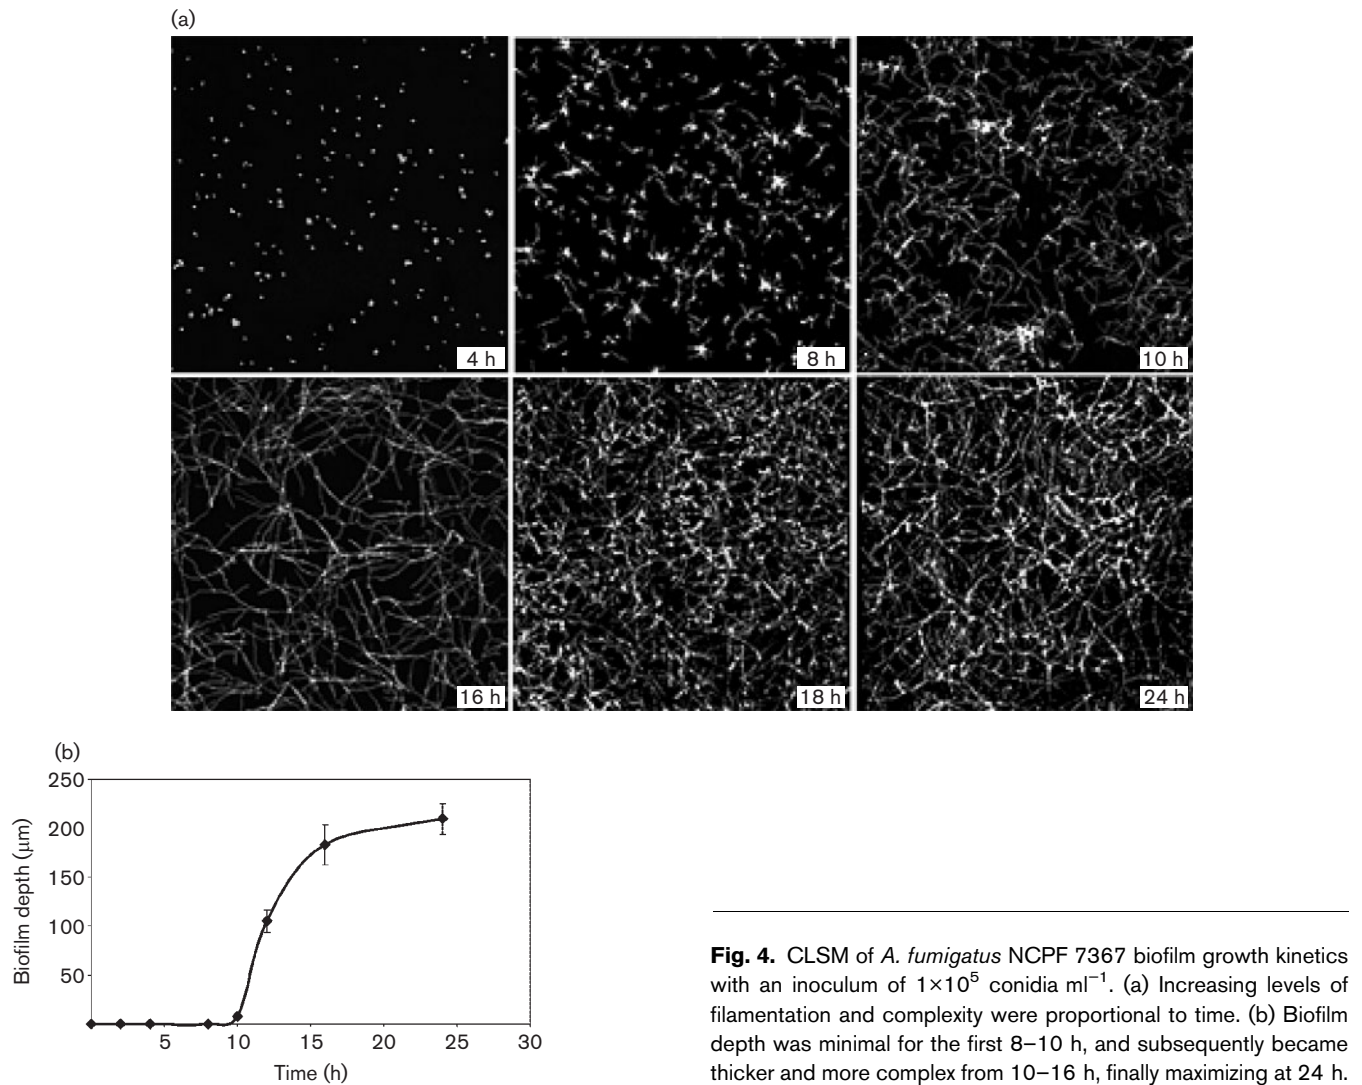 (a)
4 h
8 h
10 h
16 h
18 h
24 h
(b)
250
200
150
100
50
Biofilm depth (μm)
5
10
15
20
25
30
Time (h)
Fig. 4. CLSM of A. fumigatus NCPF 7367 biofilm growth kinetics
with an inoculum of 1×10⁵ conidia ml⁻¹. (a) Increasing levels of
filamentation and complexity were proportional to time. (b) Biofilm
depth was minimal for the first 8–10 h, and subsequently became
thicker and more complex from 10–16 h, finally maximizing at 24 h.